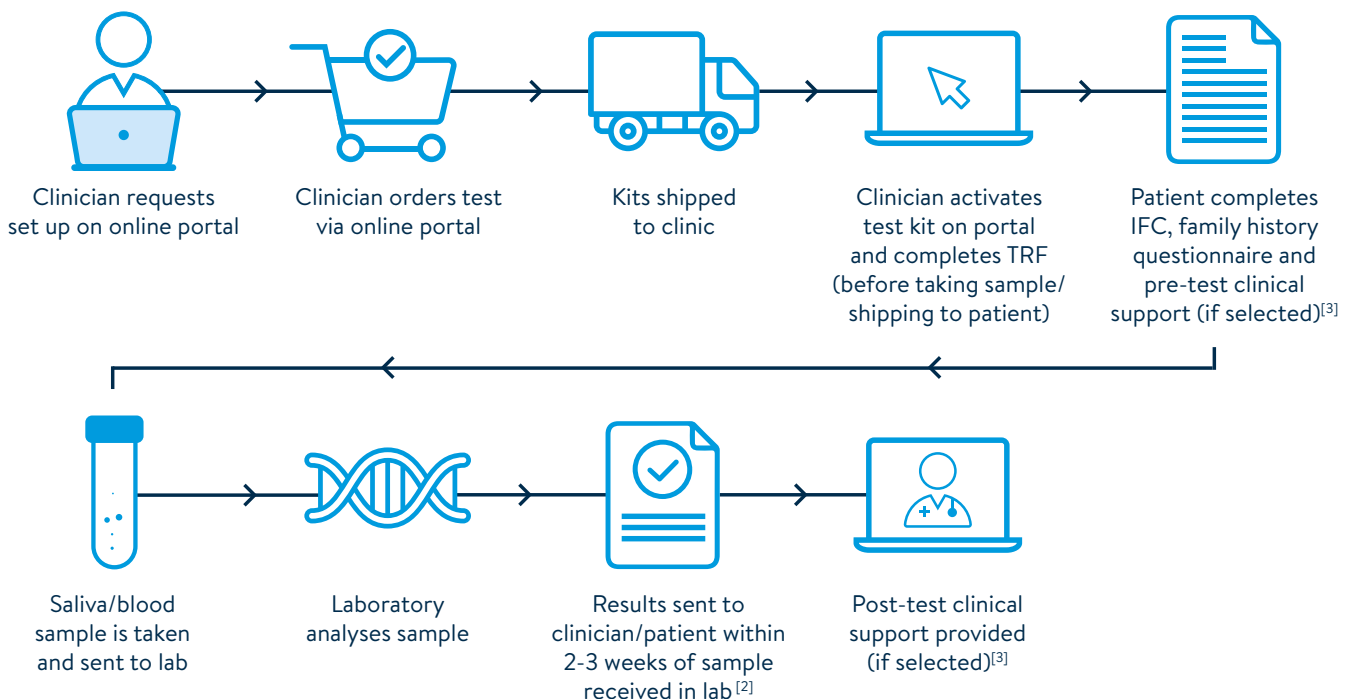 Clinician requests
set up on online portal
Clinician orders test
via online portal
Kits shipped
to clinic
Clinician activates
test kit on portal
and completes TRF
(before taking sample/
shipping to patient)
Patient completes
IFC, family history
questionnaire and
pre-test clinical
support (if selected)[3]
Saliva/blood
sample is taken
and sent to lab
Laboratory
analyses sample
Results sent to
clinician/patient within
2-3 weeks of sample
received in lab [2]
Post-test clinical
support provided
(if selected)[3]